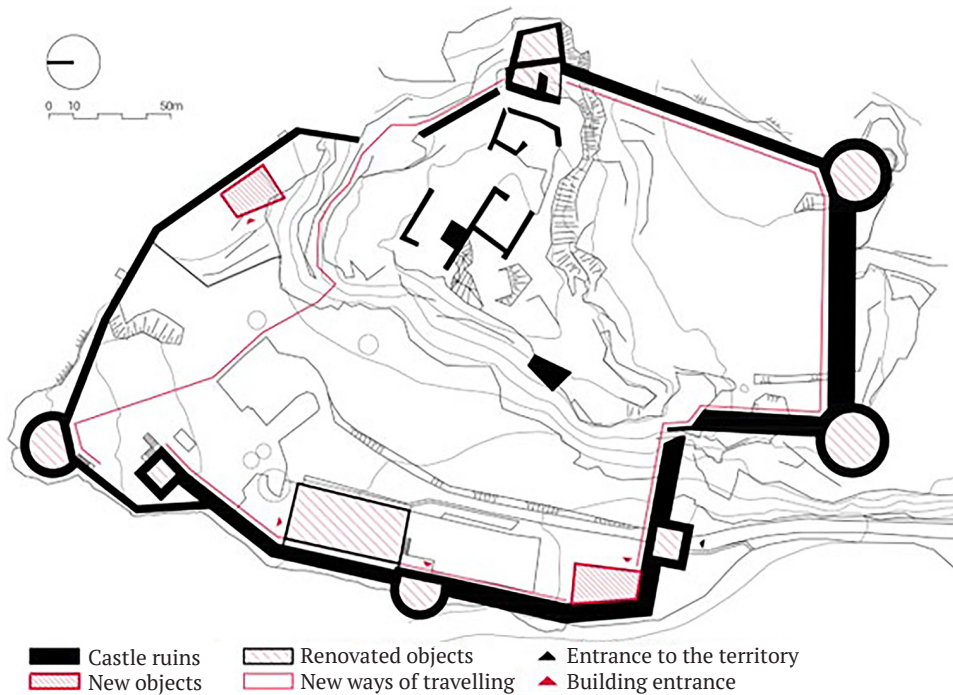 0 10 50m
Castle ruins
Renovated objects
Entrance to the territory
New objects
New ways of travelling
Building entrance